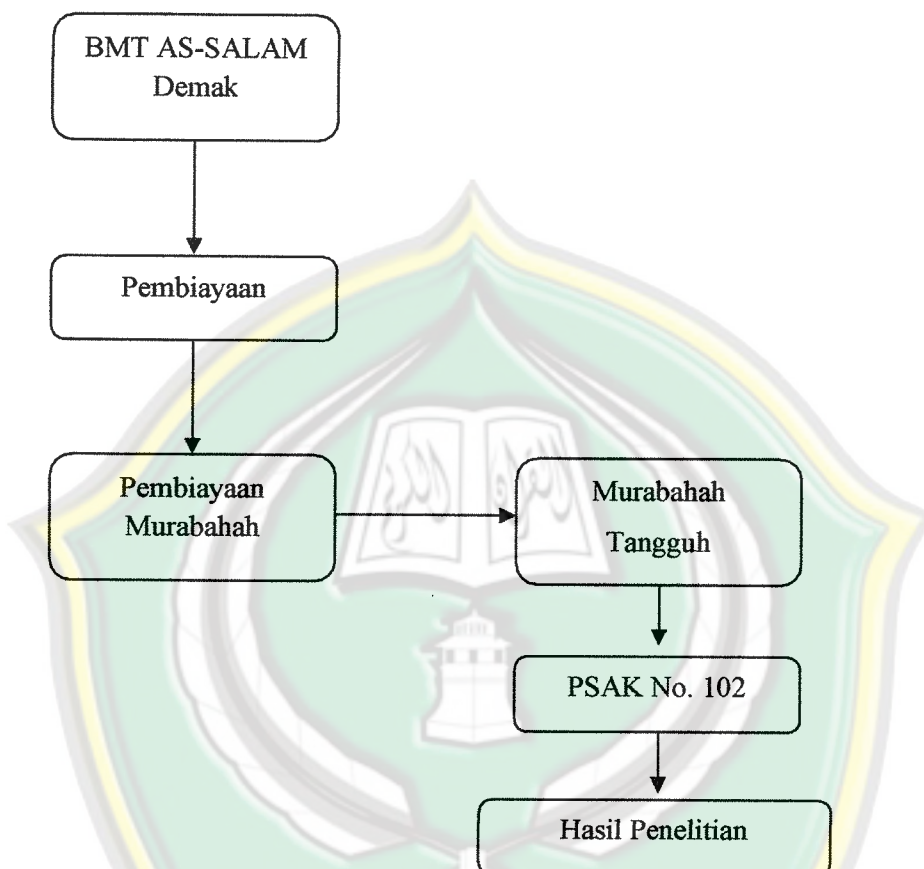 BMT AS-SALAM
Demak
Pembiayaan
Pembiayaan
Murabahah
Murabahah
Tangguh
PSAK No. 102
Hasil Penelitian